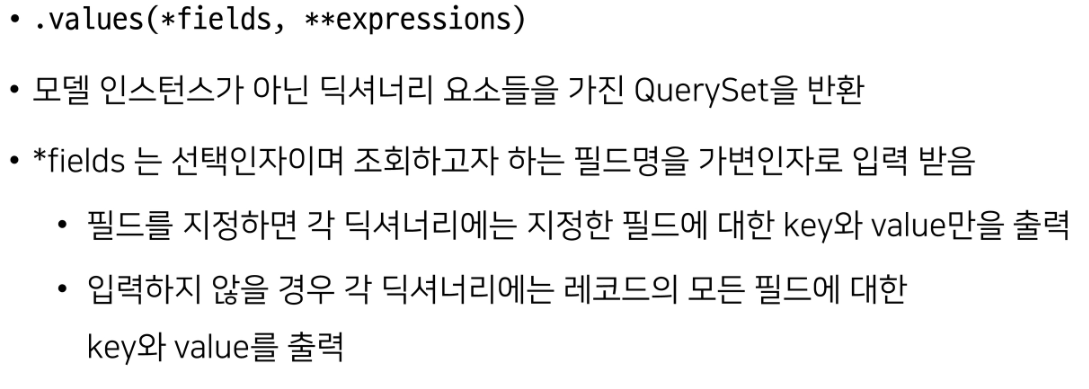 • .values(*fields, **expressions)
• 모델 인스턴스가 아닌 딕셔너리 요소들을 가진 QuerySet을 반환
• *fields 는 선택인자이며 조회하고자 하는 필드명을 가변인자로 입력 받음
• 필드를 지정하면 각 딕셔너리에는 지정한 필드에 대한 key와 value만을 출력
• 입력하지 않을 경우 각 딕셔너리에는 레코드의 모든 필드에 대한
key와 value를 출력